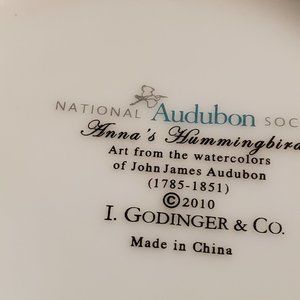 NATIONAL Audubon SOC
Anna's Hummingbird
Art from the watercolors
of John James Audubon
(1785-1851)
©2010
I. GODINGER & CO.
Made in China